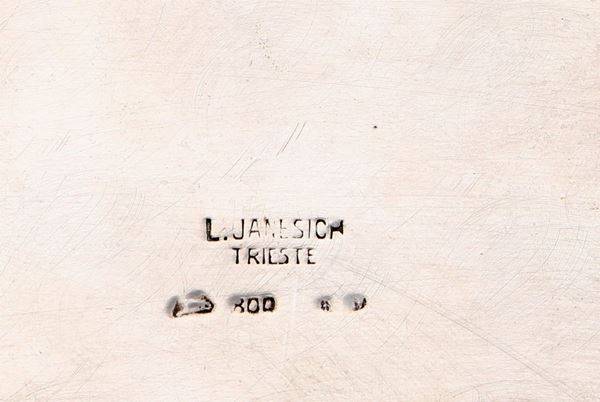 L. JANESICH
TRIESTE
800